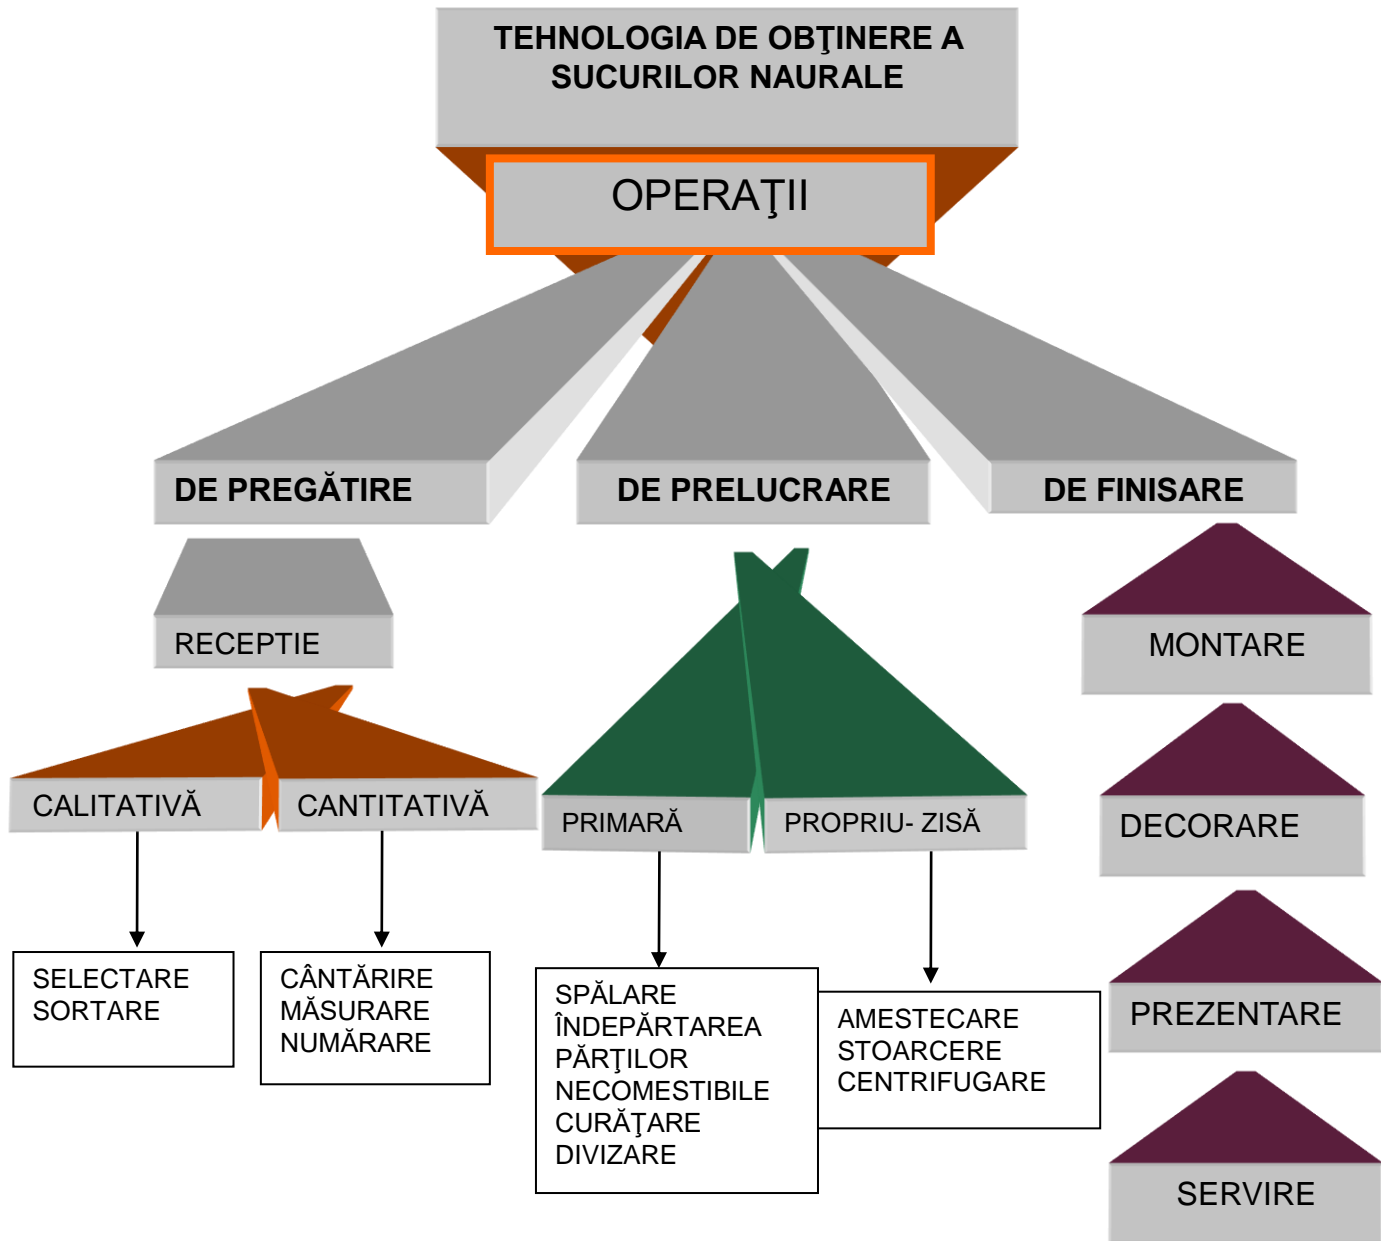 TEHNOLOGIA DE OBŢINERE A
SUCURILOR NAURALE
OPERAŢII
DE PREGĂTIRE
DE PRELUCRARE
DE FINISARE
RECEPTIE
MONTARE
CALITATIVĂ
CANTITATIVĂ
PRIMARĂ
PROPRIU- ZISĂ
DECORARE
SELECTARE
SORTARE
CÂNTĂRIRE
MĂSURARE
NUMĂRARE
SPĂLARE
ÎNDEPĂRTAREA
PĂRŢILOR
NECOMESTIBILE
CURĂŢARE
DIVIZARE
AMESTECARE
STOARCERE
CENTRIFUGARE
PREZENTARE
SERVIRE